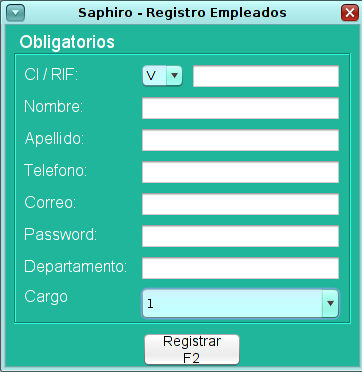 Saphiro - Registro Empleados
Obligatorios
CI / RIF: V
Nombre:
Apellido:
Telefono:
Correo:
Password:
Departamento:
Cargo 1
Registrar
F2